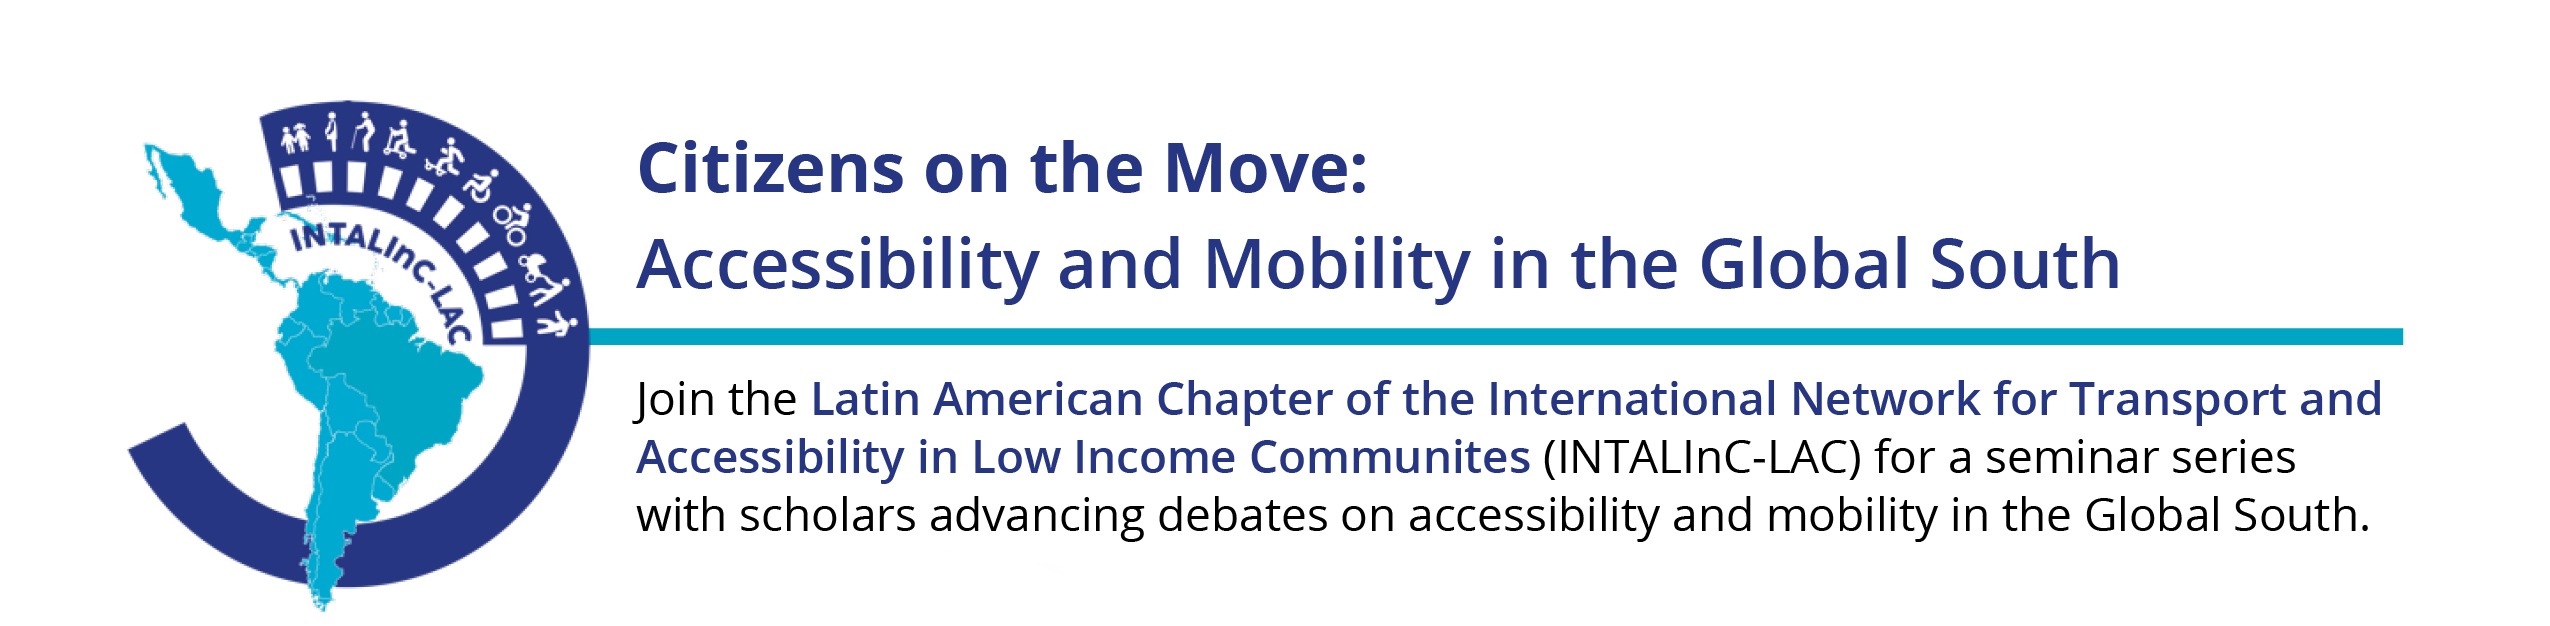 INTALInC-LAC
Citizens on the Move:
Accessibility and Mobility in the Global South
Join the Latin American Chapter of the International Network for Transport and
Accessibility in Low Income Communites (INTALInC-LAC) for a seminar series
with scholars advancing debates on accessibility and mobility in the Global South.